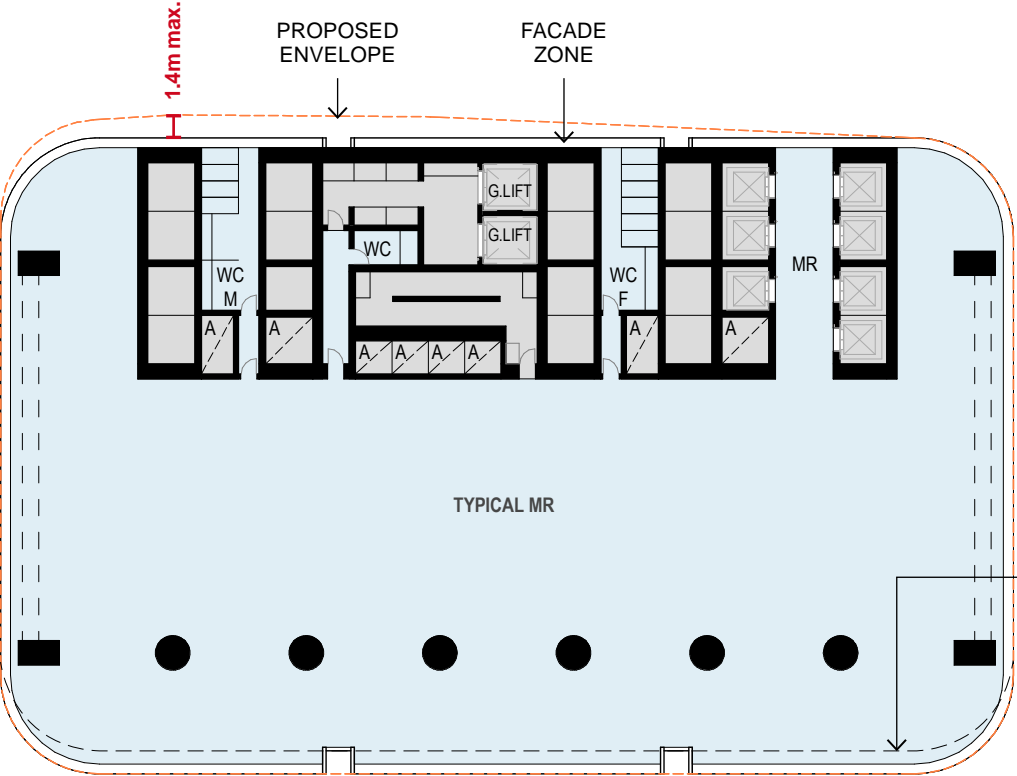 1.4m max.
PROPOSED
ENVELOPE
FACADE
ZONE
G.LIFT
G.LIFT
WC
WC
M
WC
F
MR
A
A
A
A
A
A
A
A
TYPICAL MR